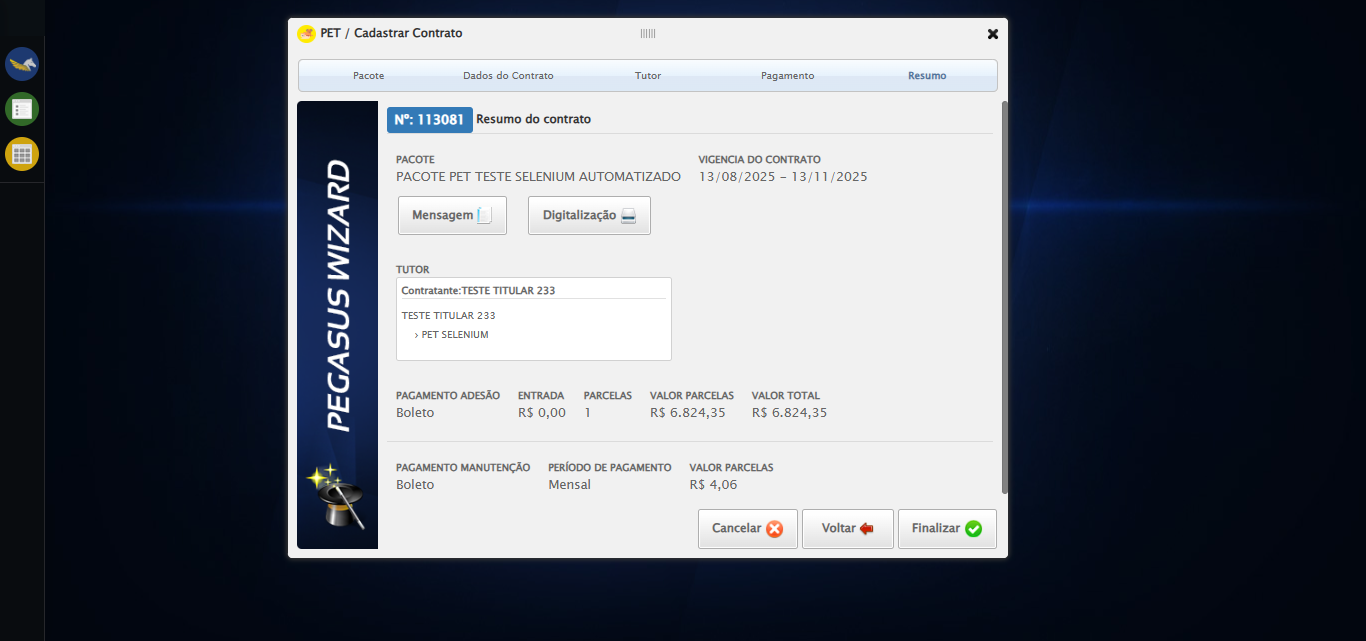 PET / Cadastrar Contrato
Pacote Dados do Contrato Tutor Pagamento Resumo
PEGASUS WIZARD
Nº: 113081 Resumo do contrato
PACOTE VIGENCIA DO CONTRATO
PACOTE PET TESTE SELENIUM AUTOMATIZADO 13/08/2025 - 13/11/2025
Mensagem Digitalização
TUTOR
Contratante:TESTE TITULAR 233
TESTE TITULAR 233
› PET SELENIUM
PAGAMENTO ADESÃO ENTRADA PARCELAS VALOR PARCELAS VALOR TOTAL
Boleto R$ 0,00 1 R$ 6.824,35 R$ 6.824,35
PAGAMENTO MANUTENÇÃO PERÍODO DE PAGAMENTO VALOR PARCELAS
Boleto Mensal R$ 4,06
Cancelar Voltar Finalizar